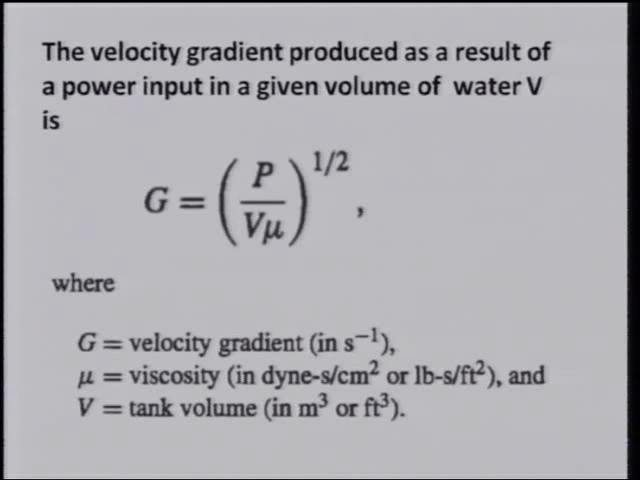 The velocity gradient produced as a result of
a power input in a given volume of water V
is
G = (P/Vμ)^1/2,
where
G = velocity gradient (in s⁻¹),
μ = viscosity (in dyne-s/cm² or lb-s/ft²), and
V = tank volume (in m³ or ft³).